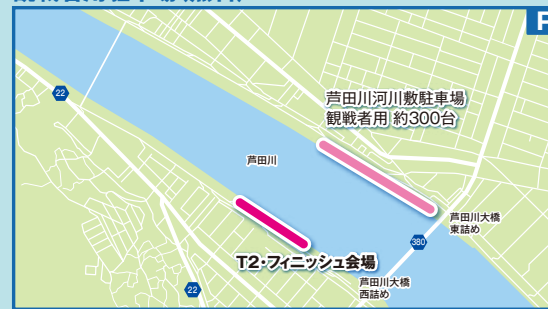 P
22
芦田川河川敷駐車場
観戦者用 約300台
芦田川
芦田川大橋
東詰め
380
T2・フィニッシュ会場
芦田川大橋
西詰め
22